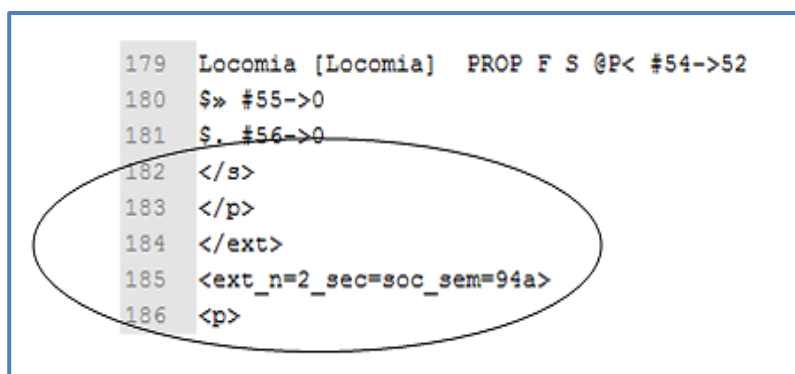 179 Locomia [Locomia] PROP F S @P< #54->52
180 $» #55->0
181 $. #56->0
182 </s>
183 </p>
184 </ext>
185 <ext_n=2_sec=soc_sem=94a>
186 <p>